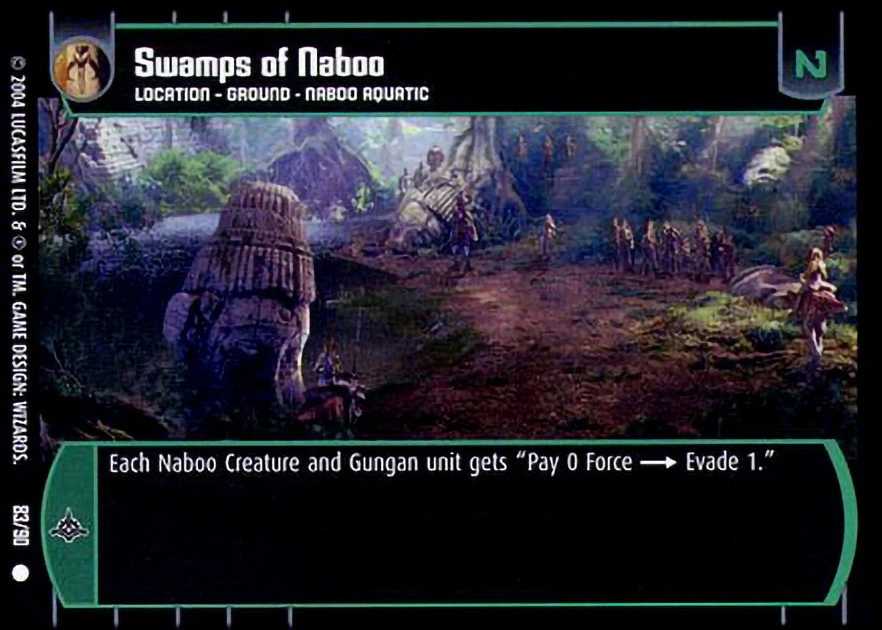 Swamps of Naboo
N
LOCATION - GROUND - NABOO AQUATIC
Each Naboo Creature and Gungan unit gets “Pay 0 Force ⟶ Evade 1.”
© 2004 LUCASFILM LTD. & ® or TM. GAME DESIGN: WIZARDS. 83/90